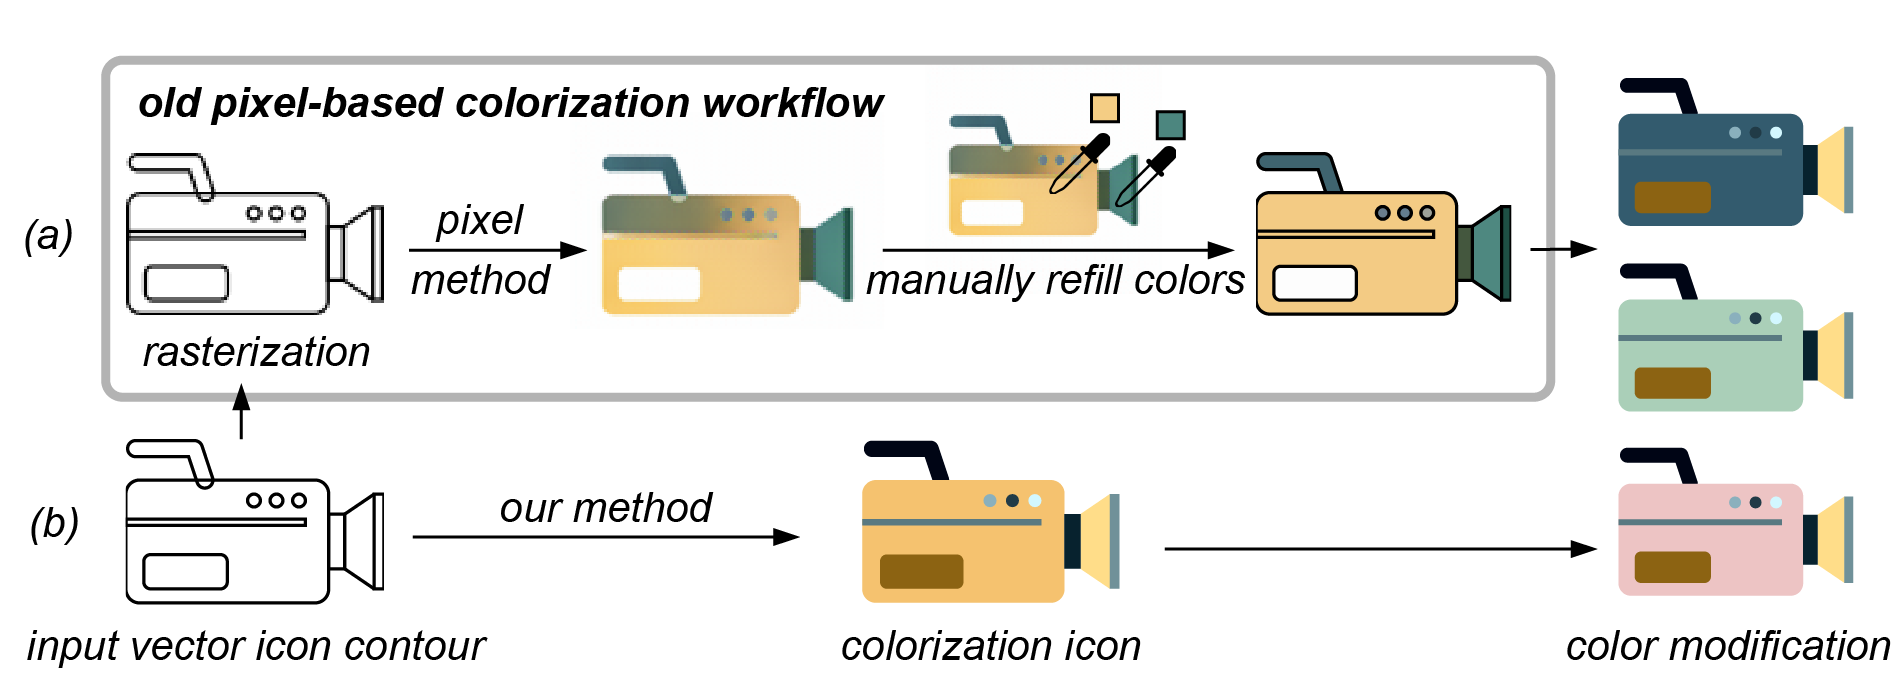 old pixel-based colorization workflow
(a)
pixel
method
manually refill colors
rasterization
(b)
our method
input vector icon contour
colorization icon
color modification